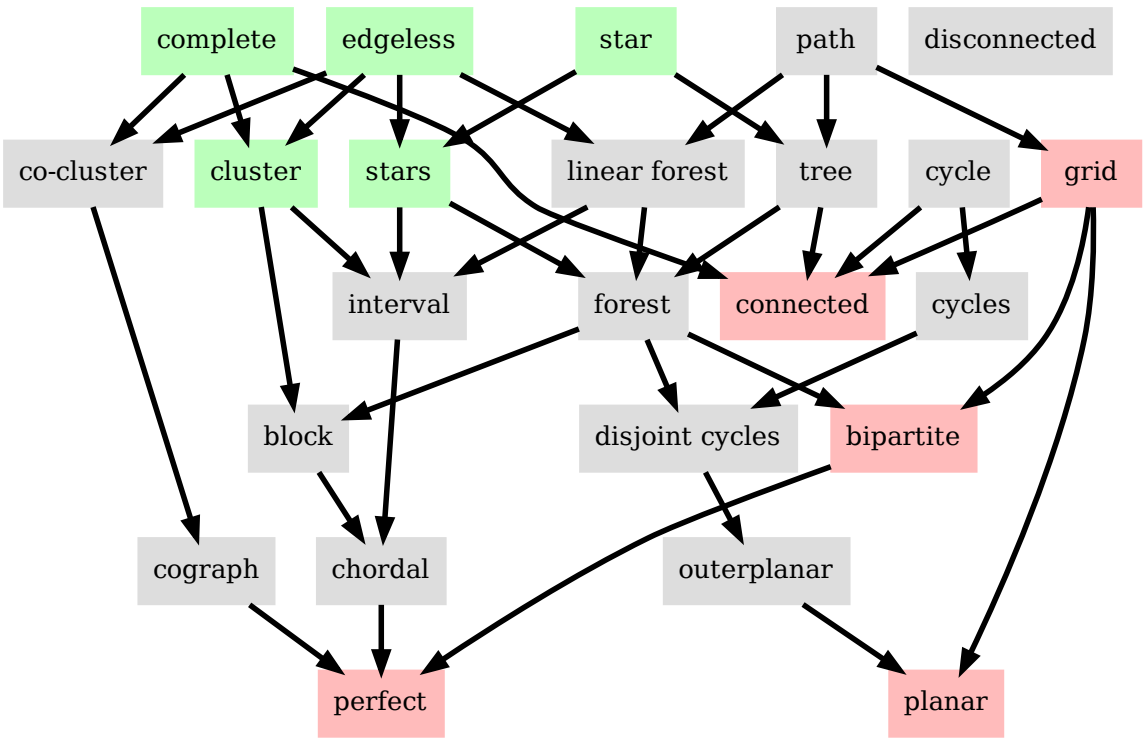 complete
edgeless
star
path
disconnected
co-cluster
cluster
stars
linear forest
tree
cycle
grid
interval
forest
connected
cycles
block
disjoint cycles
bipartite
cograph
chordal
outerplanar
perfect
planar